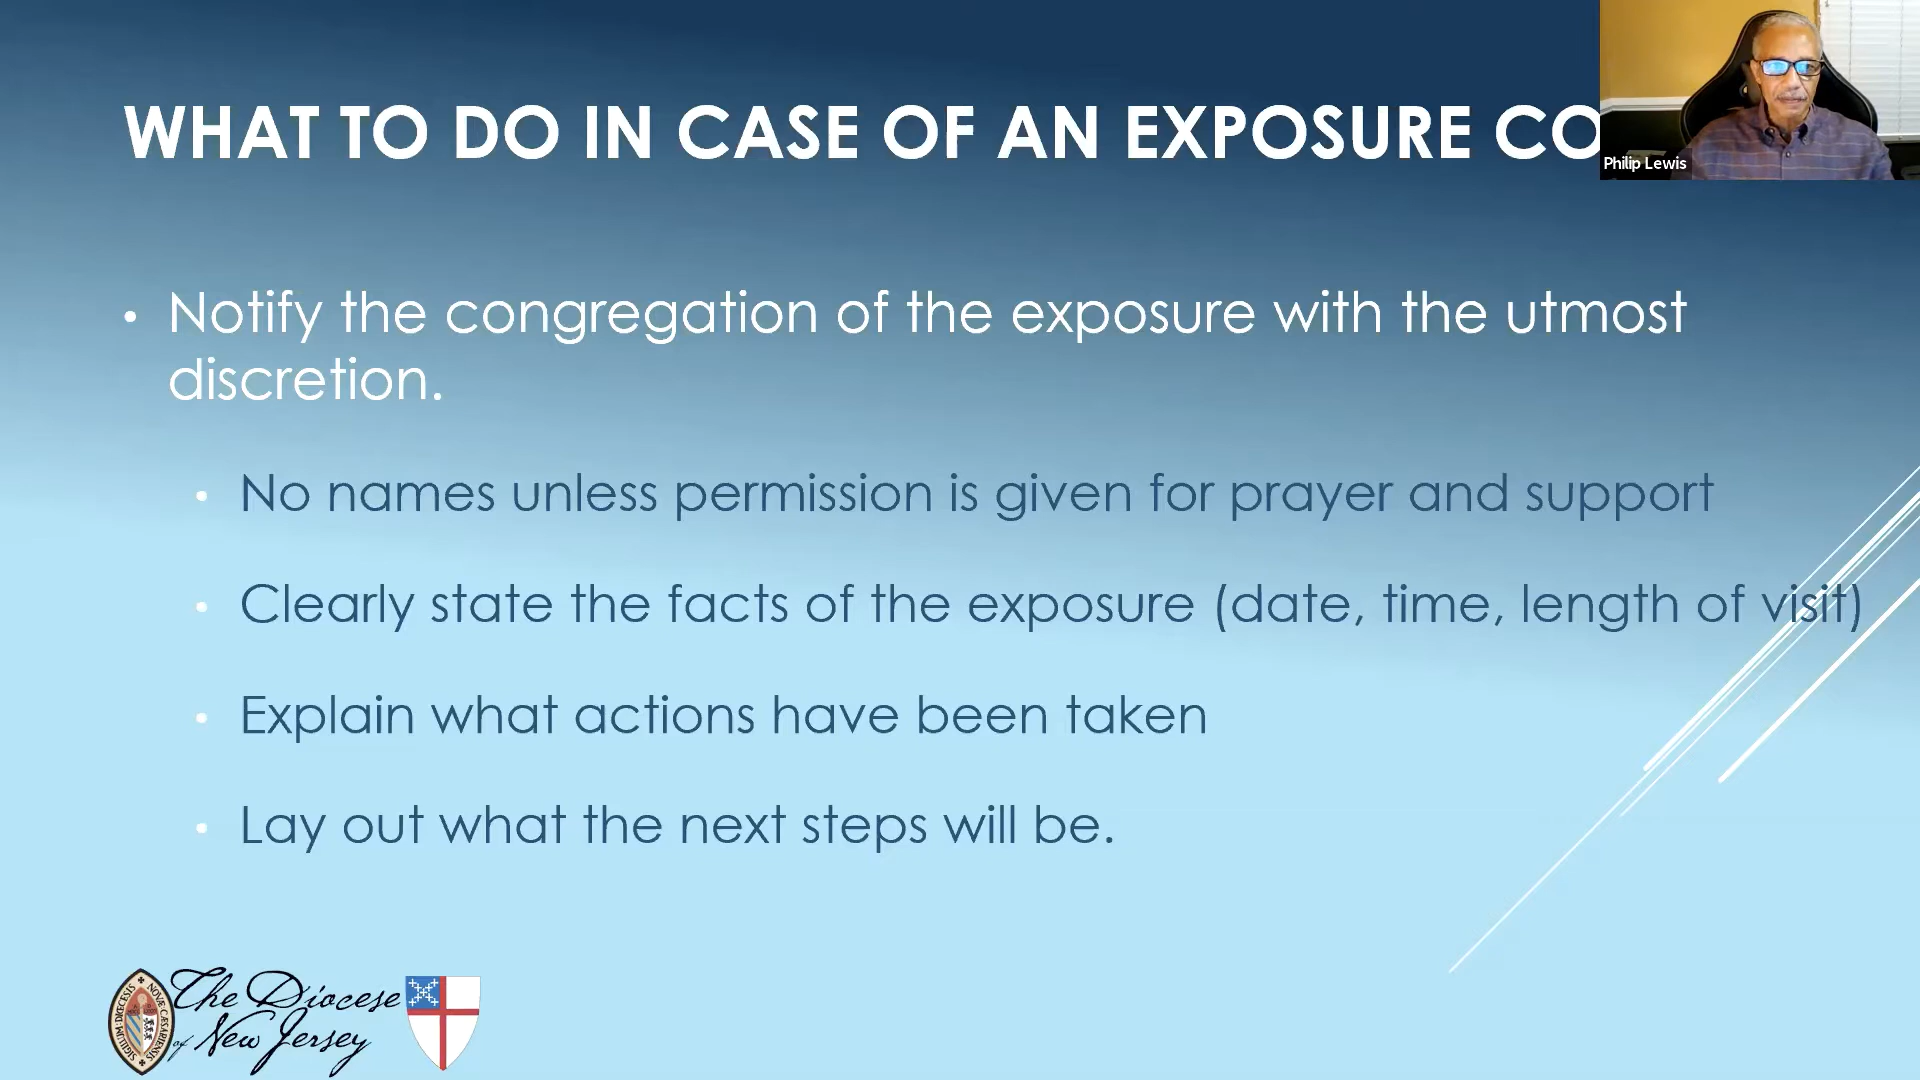 WHAT TO DO IN CASE OF AN EXPOSURE
Philip Lewis
• Notify the congregation of the exposure with the utmost
discretion.
• No names unless permission is given for prayer and support
• Clearly state the facts of the exposure (date, time, length of visit)
• Explain what actions have been taken
• Lay out what the next steps will be.
The Diocese
of New Jersey